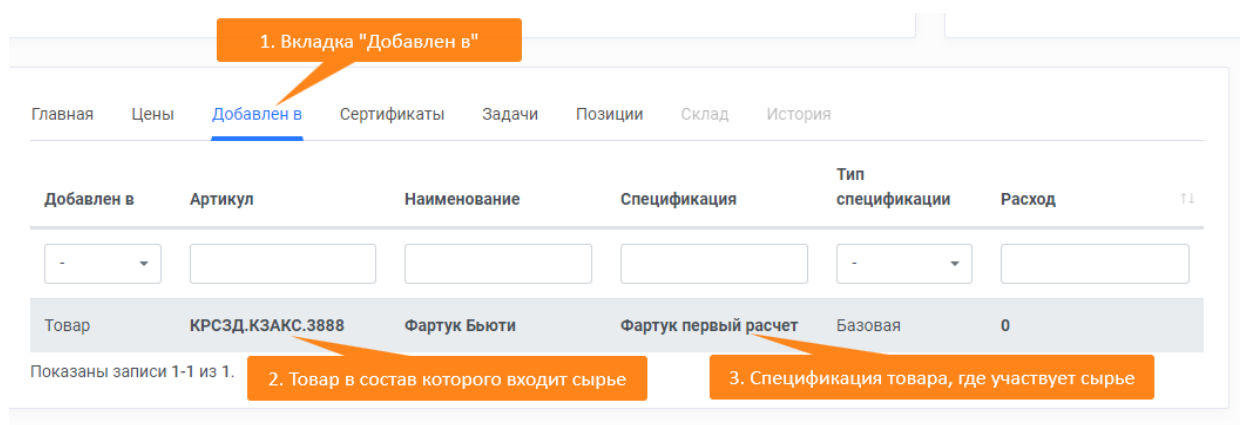 1. Вкладка "Добавлен в"
Главная Цены Добавлен в Сертификаты Задачи Позиции Склад История
Добавлен в Артикул Наименование Спецификация Тип спецификации Расход ↑↓
- -
Товар КРСЗД.КЗАКС.3888 Фартук Бьюти Фартук первый расчет Базовая 0
Показаны записи 1-1 из 1.
2. Товар в состав которого входит сырье
3. Спецификация товара, где участвует сырье